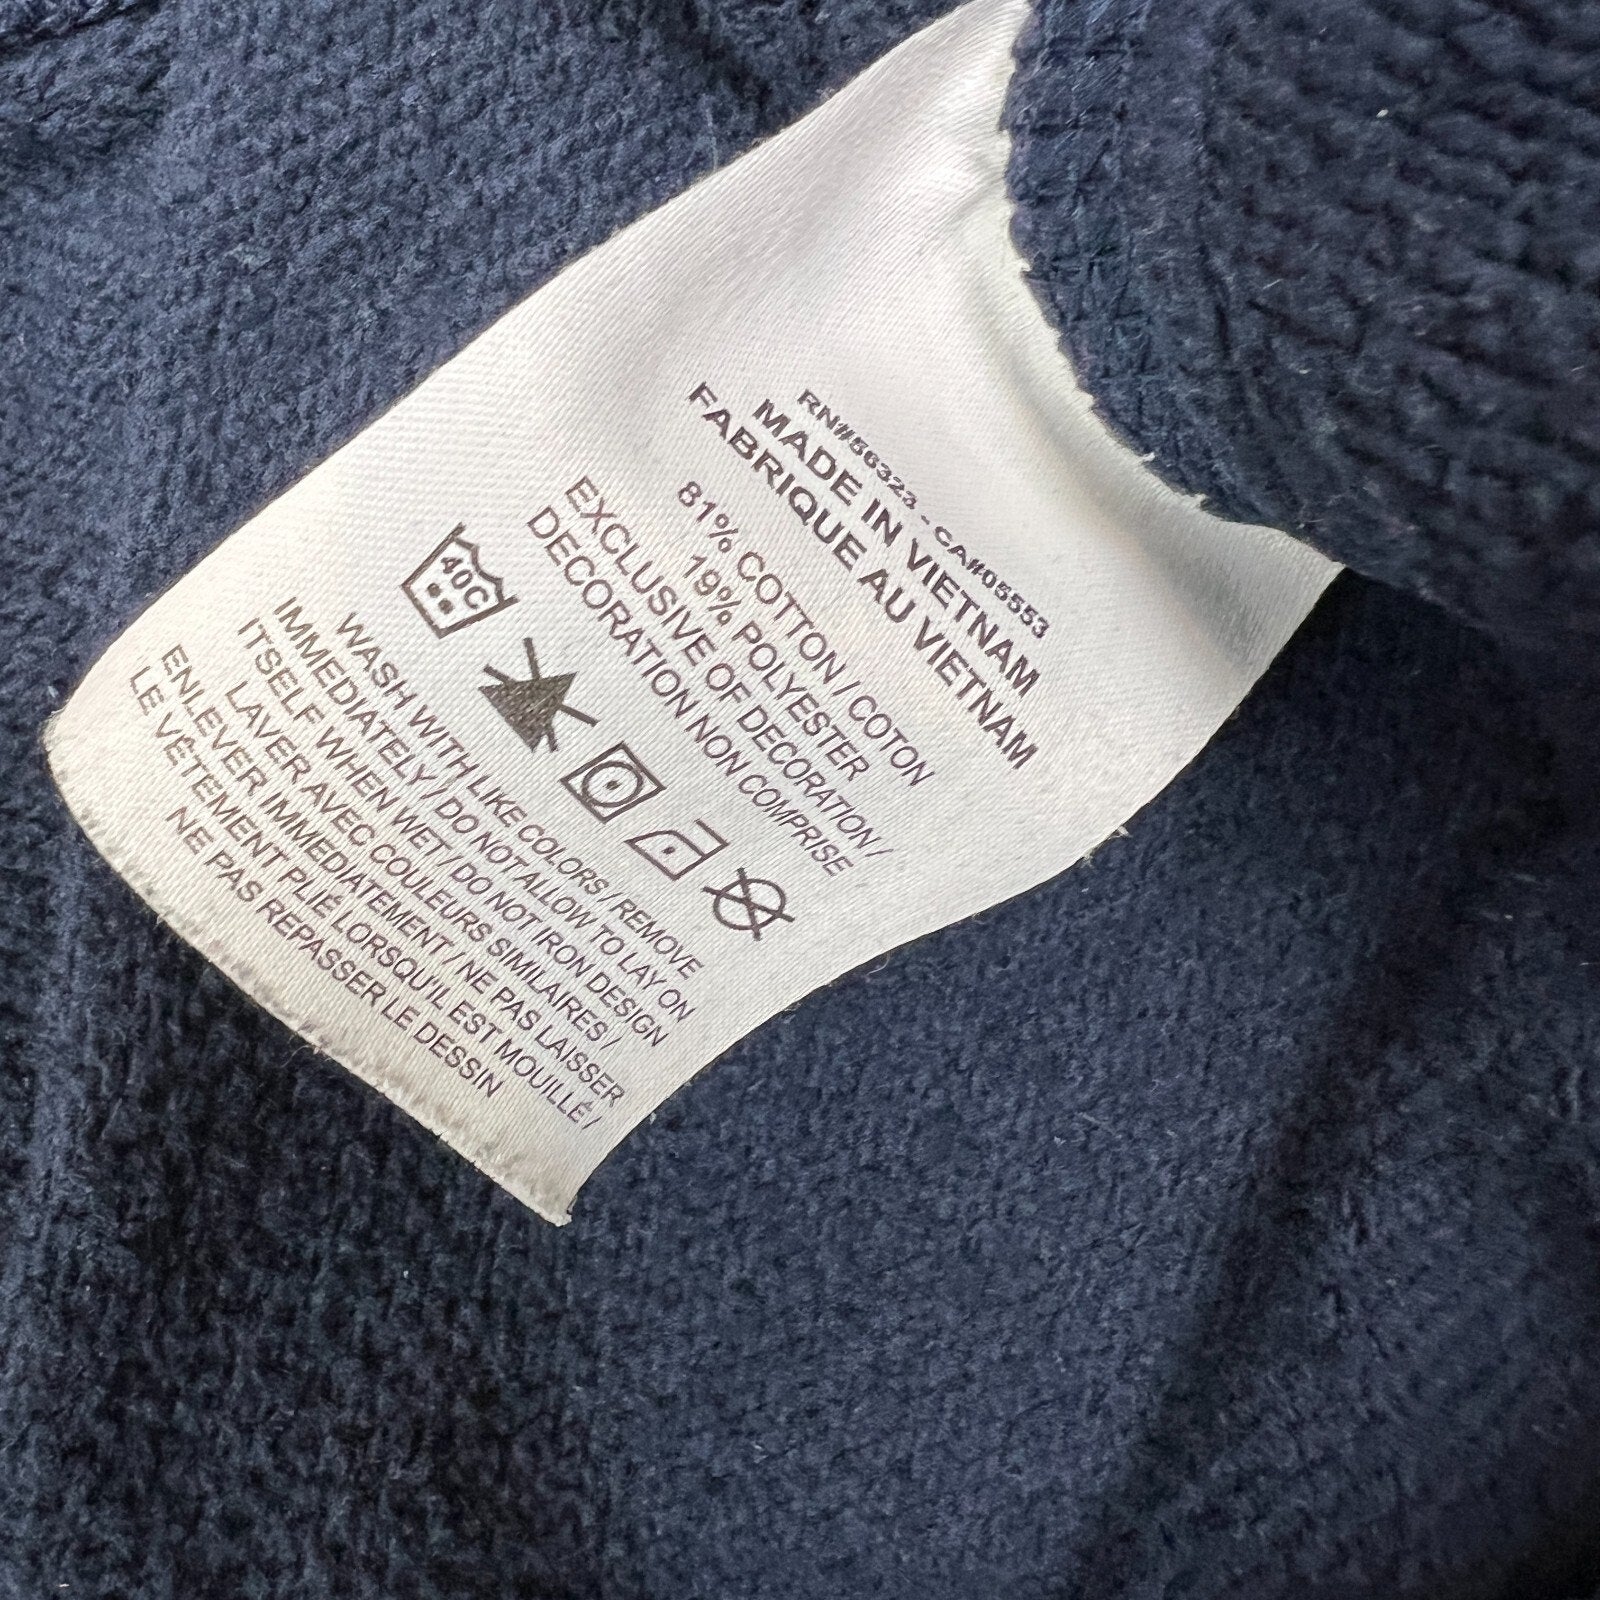 RN#56323 - CA#05553
MADE IN VIETNAM
FABRIQUE AU VIETNAM
81% COTTON / COTON
19% POLYESTER
EXCLUSIVE OF DECORATION /
DECORATION NON COMPRISE
40C
WASH WITH LIKE COLORS / REMOVE
IMMEDIATELY / DO NOT ALLOW TO LAY ON
ITSELF WHEN WET / DO NOT IRON DESIGN
LAVER AVEC COULEURS SIMILAIRES /
ENLEVER IMMEDIATEMENT / NE PAS LAISSER
LE VÊTEMENT PLIÉ LORSQU'IL EST MOUILLÉ /
NE PAS REPASSER LE DESSIN